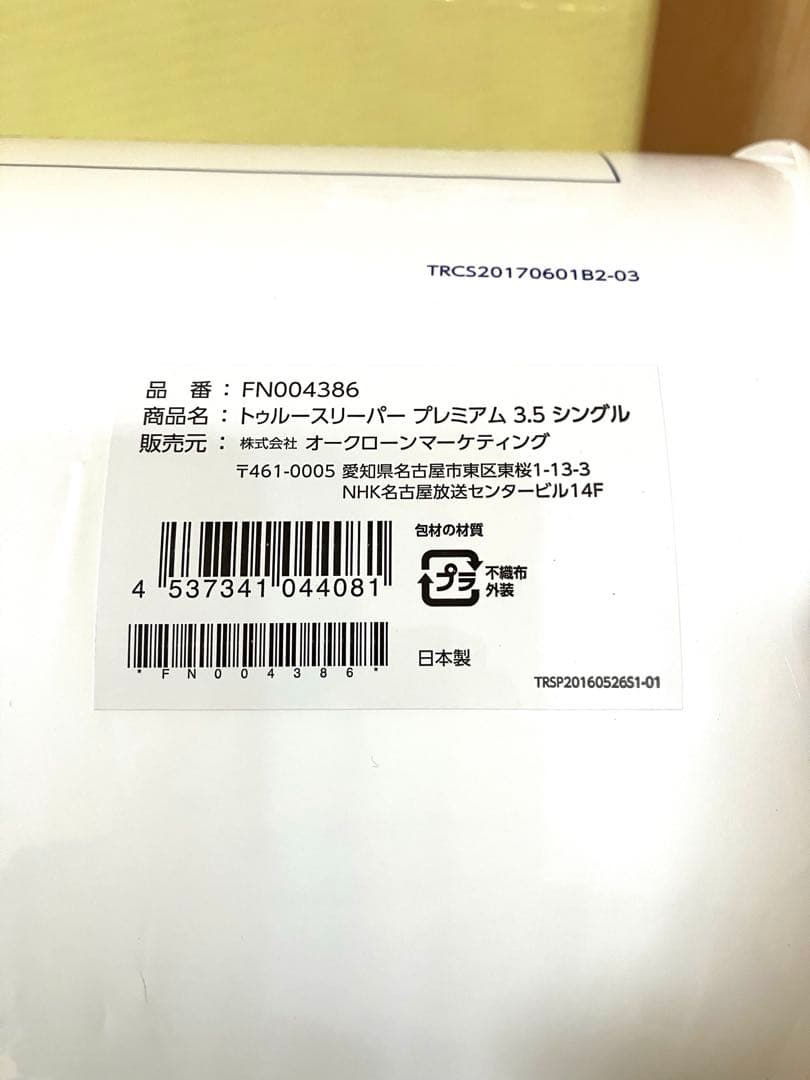 TRCS20170601B2-03
品 番 : FN004386
商品名 : トゥルースリーパー プレミアム 3.5 シングル
販売元 : 株式会社 オークローンマーケティング
〒461-0005 愛知県名古屋市東区東桜1-13-3
NHK名古屋放送センタービル14F
包材の材質
プラ 不織布
外装
4 537341 044081
*FN004386*
日本製
TRSP20160526S1-01